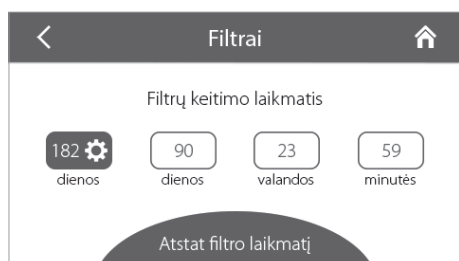 Filtrai
Filtrų keitimo laikmatis
182 90 23 59
dienos dienos valandos minutės
Atstat filtro laikmatį